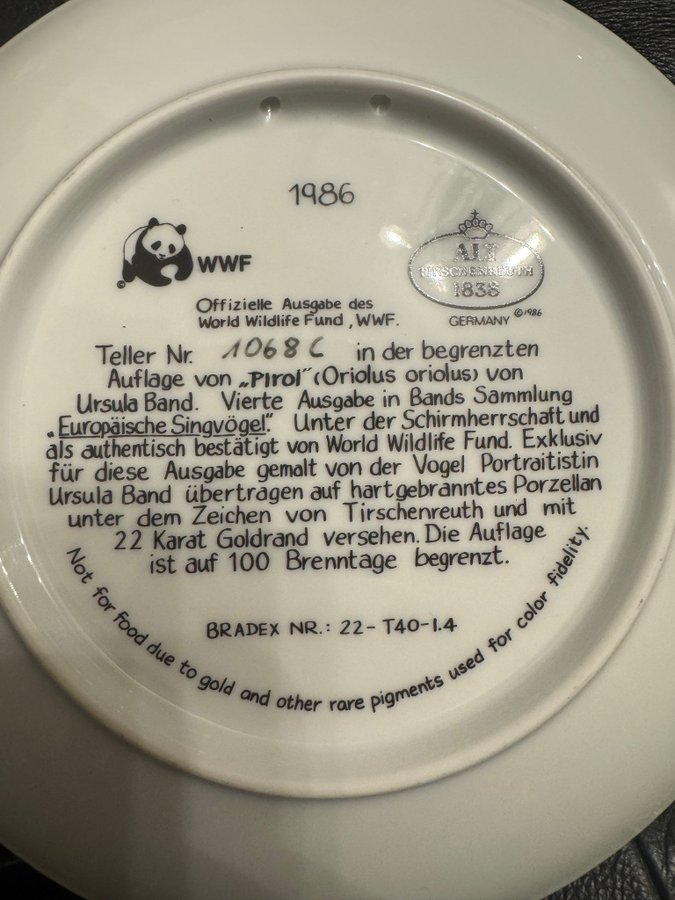 1986
WWF
ALT
TIRSCHENREUTH
1838
GERMANY ©1986
Offizielle Ausgabe des
World Wildlife Fund, WWF.
Teller Nr. 1068C in der begrenzten
Auflage von „Pirol" (Oriolus oriolus) von
Ursula Band. Vierte Ausgabe in Bands Sammlung
„Europäische Singvögel". Unter der Schirmherrschaft und
als authentisch bestätigt von World Wildlife Fund. Exklusiv
für diese Ausgabe gemalt von der Vogel Portraitistin
Ursula Band übertragen auf hartgebranntes Porzellan
unter dem Zeichen von Tirschenreuth und mit
22 Karat Goldrand versehen. Die Auflage
ist auf 100 Brenntage begrenzt.
BRADEX NR.: 22-T40-1.4
Not for food due to gold and other rare pigments used for color fidelity.